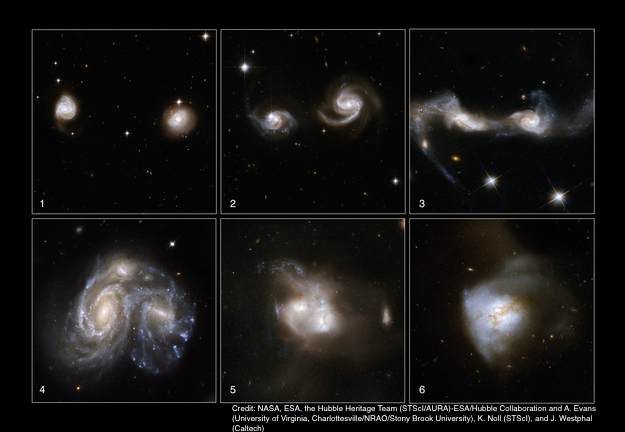 1
2
3
4
5
6
Credit: NASA, ESA, the Hubble Heritage Team (STScI/AURA)-ESA/Hubble Collaboration and A. Evans
(University of Virginia, Charlottesville/NRAO/Stony Brook University), K. Noll (STScI), and J. Westphal
(Caltech)